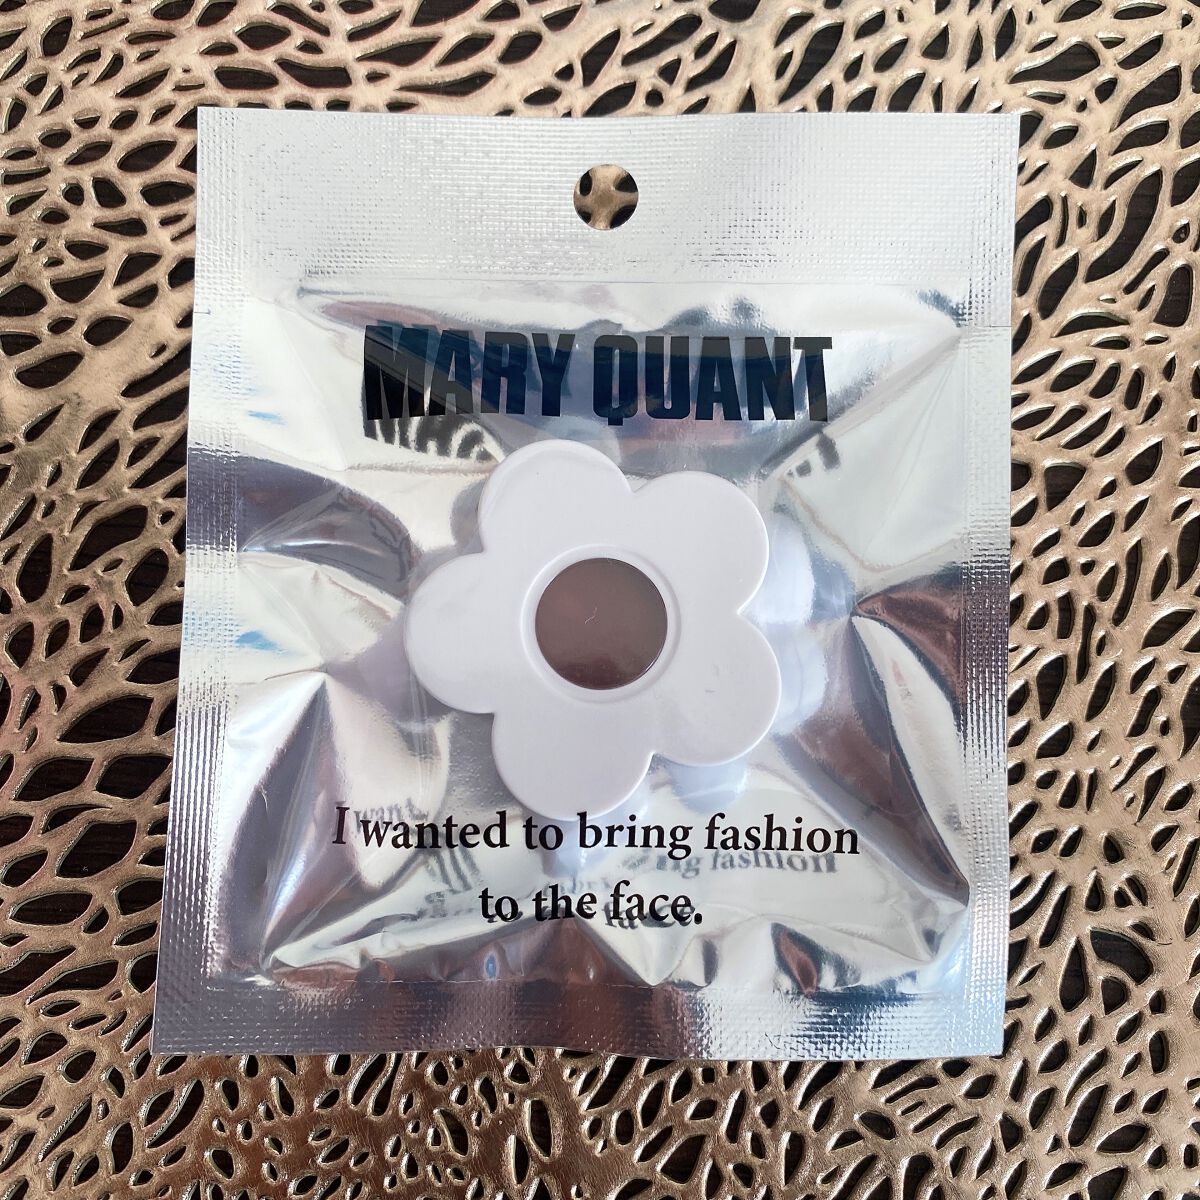 MARY QUANT
I wanted to bring fashion
to the face.